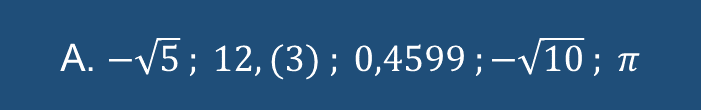 A. −√5 ; 12, (3) ; 0,4599 ; −√10 ; π